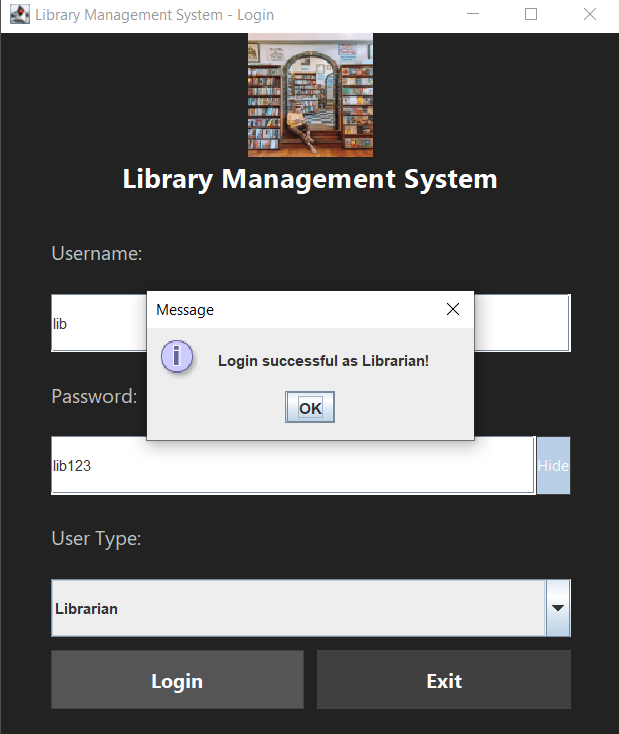 Library Management System - Login
Library Management System
Username:
lib
Message
Login successful as Librarian!
OK
Password:
lib123
Hide
User Type:
Librarian
Login
Exit